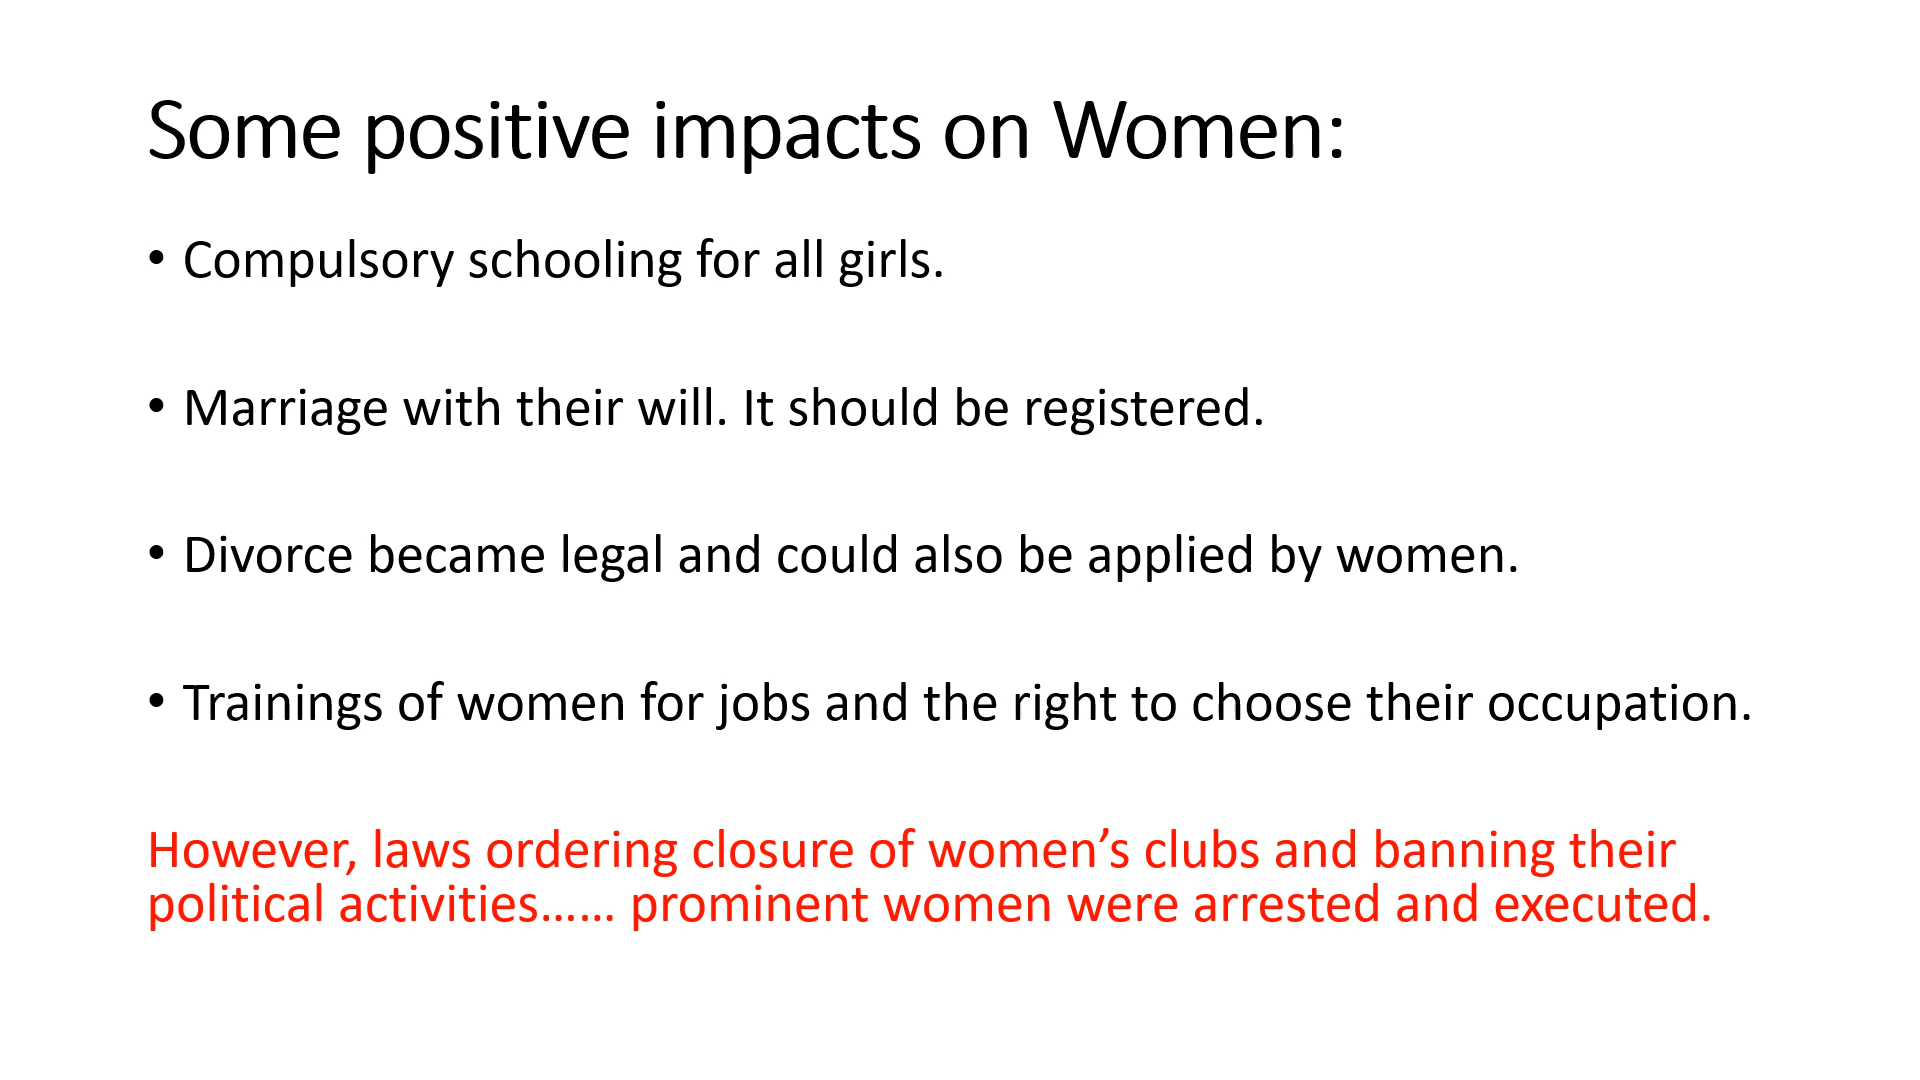 Some positive impacts on Women:
• Compulsory schooling for all girls.
• Marriage with their will. It should be registered.
• Divorce became legal and could also be applied by women.
• Trainings of women for jobs and the right to choose their occupation.
However, laws ordering closure of women’s clubs and banning their
political activities…… prominent women were arrested and executed.